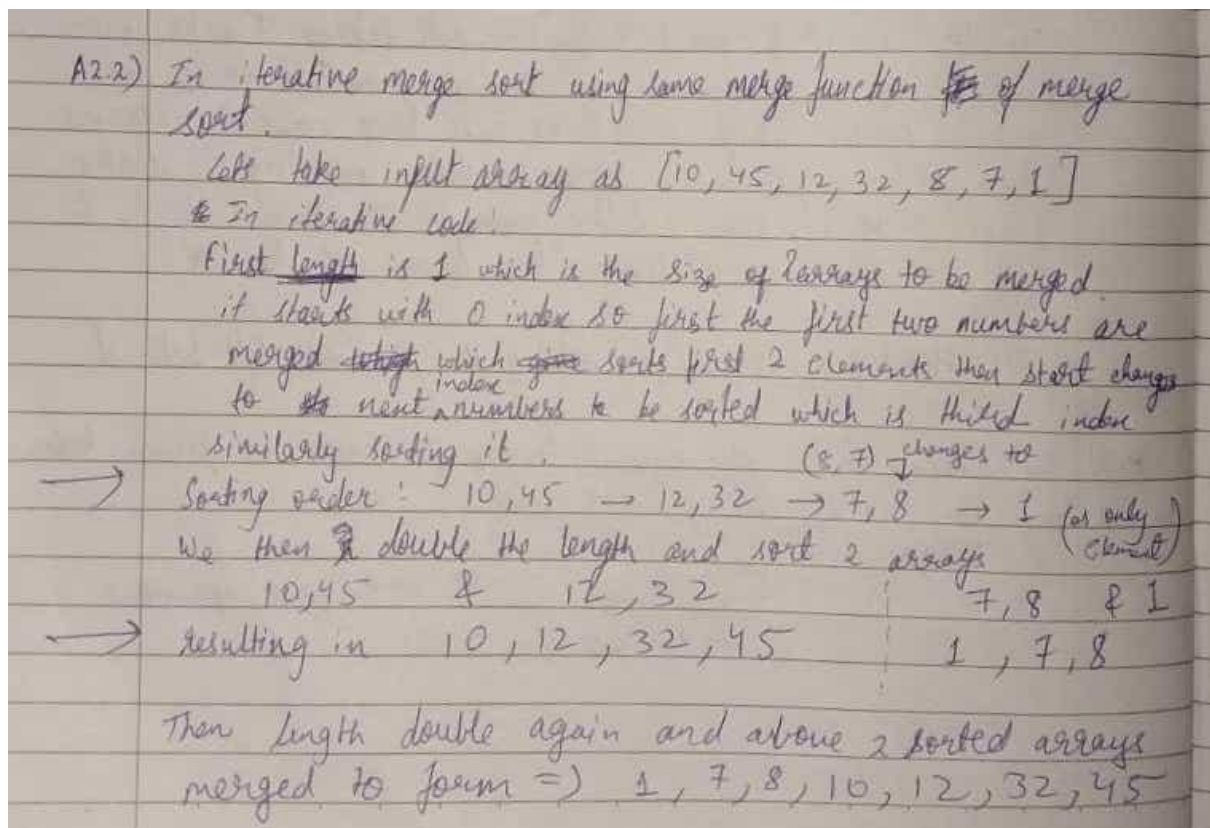 A2.2) In iterative merge sort using same merge function of merge
sort.
Lets take input array as [10, 45, 12, 32, 8, 7, 1]
In iterative code:
First length is 1 which is the size of 2arrays to be merged.
it starts with 0 index so first the first two numbers are
merged which sorts first 2 elements then start changes
to next index numbers to be sorted which is third index
similarly sorting it.
(8, 7) changes to
Sorting order: 10,45 → 12,32 → 7,8 → 1 (as only element)
We then double the length and sort 2 arrays
10,45 & 12,32 7,8 & 1
resulting in 10, 12, 32, 45 1, 7, 8
Then length double again and above 2 sorted arrays
merged to form => 1, 7, 8, 10, 12, 32, 45